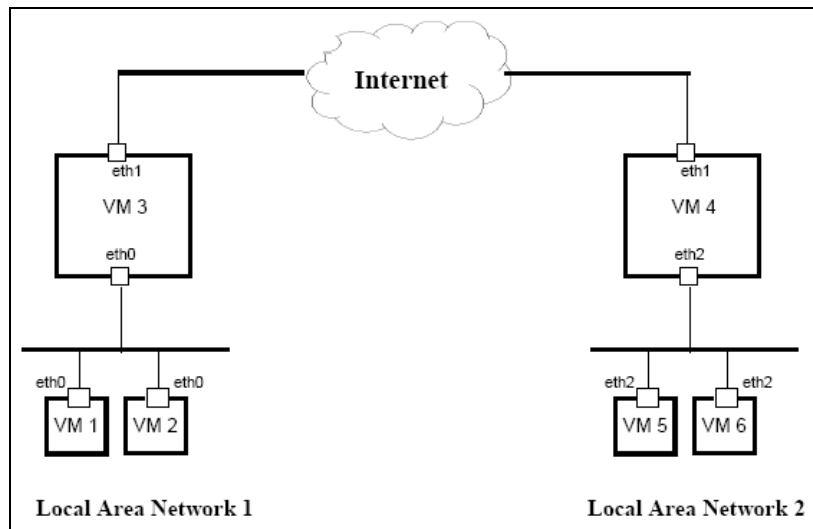 Internet
eth1
VM 3
eth0
eth1
VM 4
eth2
eth0
eth0
VM 1
VM 2
eth2
eth2
VM 5
VM 6
Local Area Network 1
Local Area Network 2